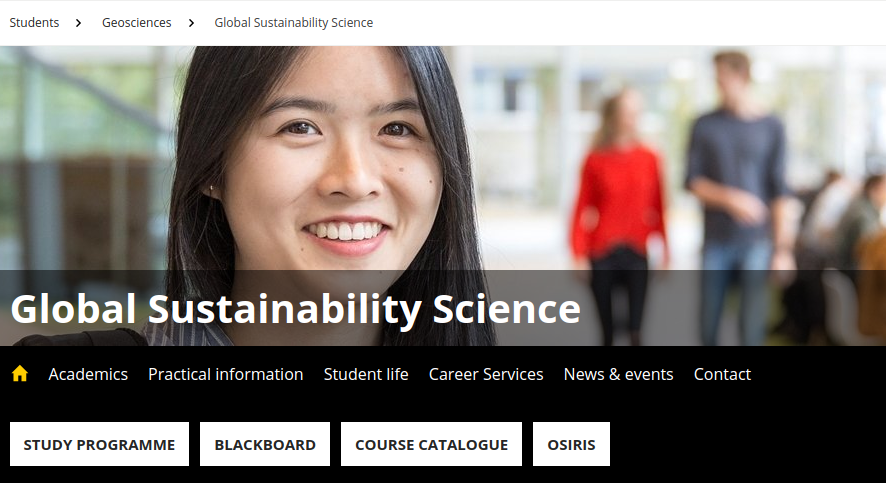 Students > Geosciences > Global Sustainability Science
Global Sustainability Science
Academics Practical information Student life Career Services News & events Contact
STUDY PROGRAMME BLACKBOARD COURSE CATALOGUE OSIRIS